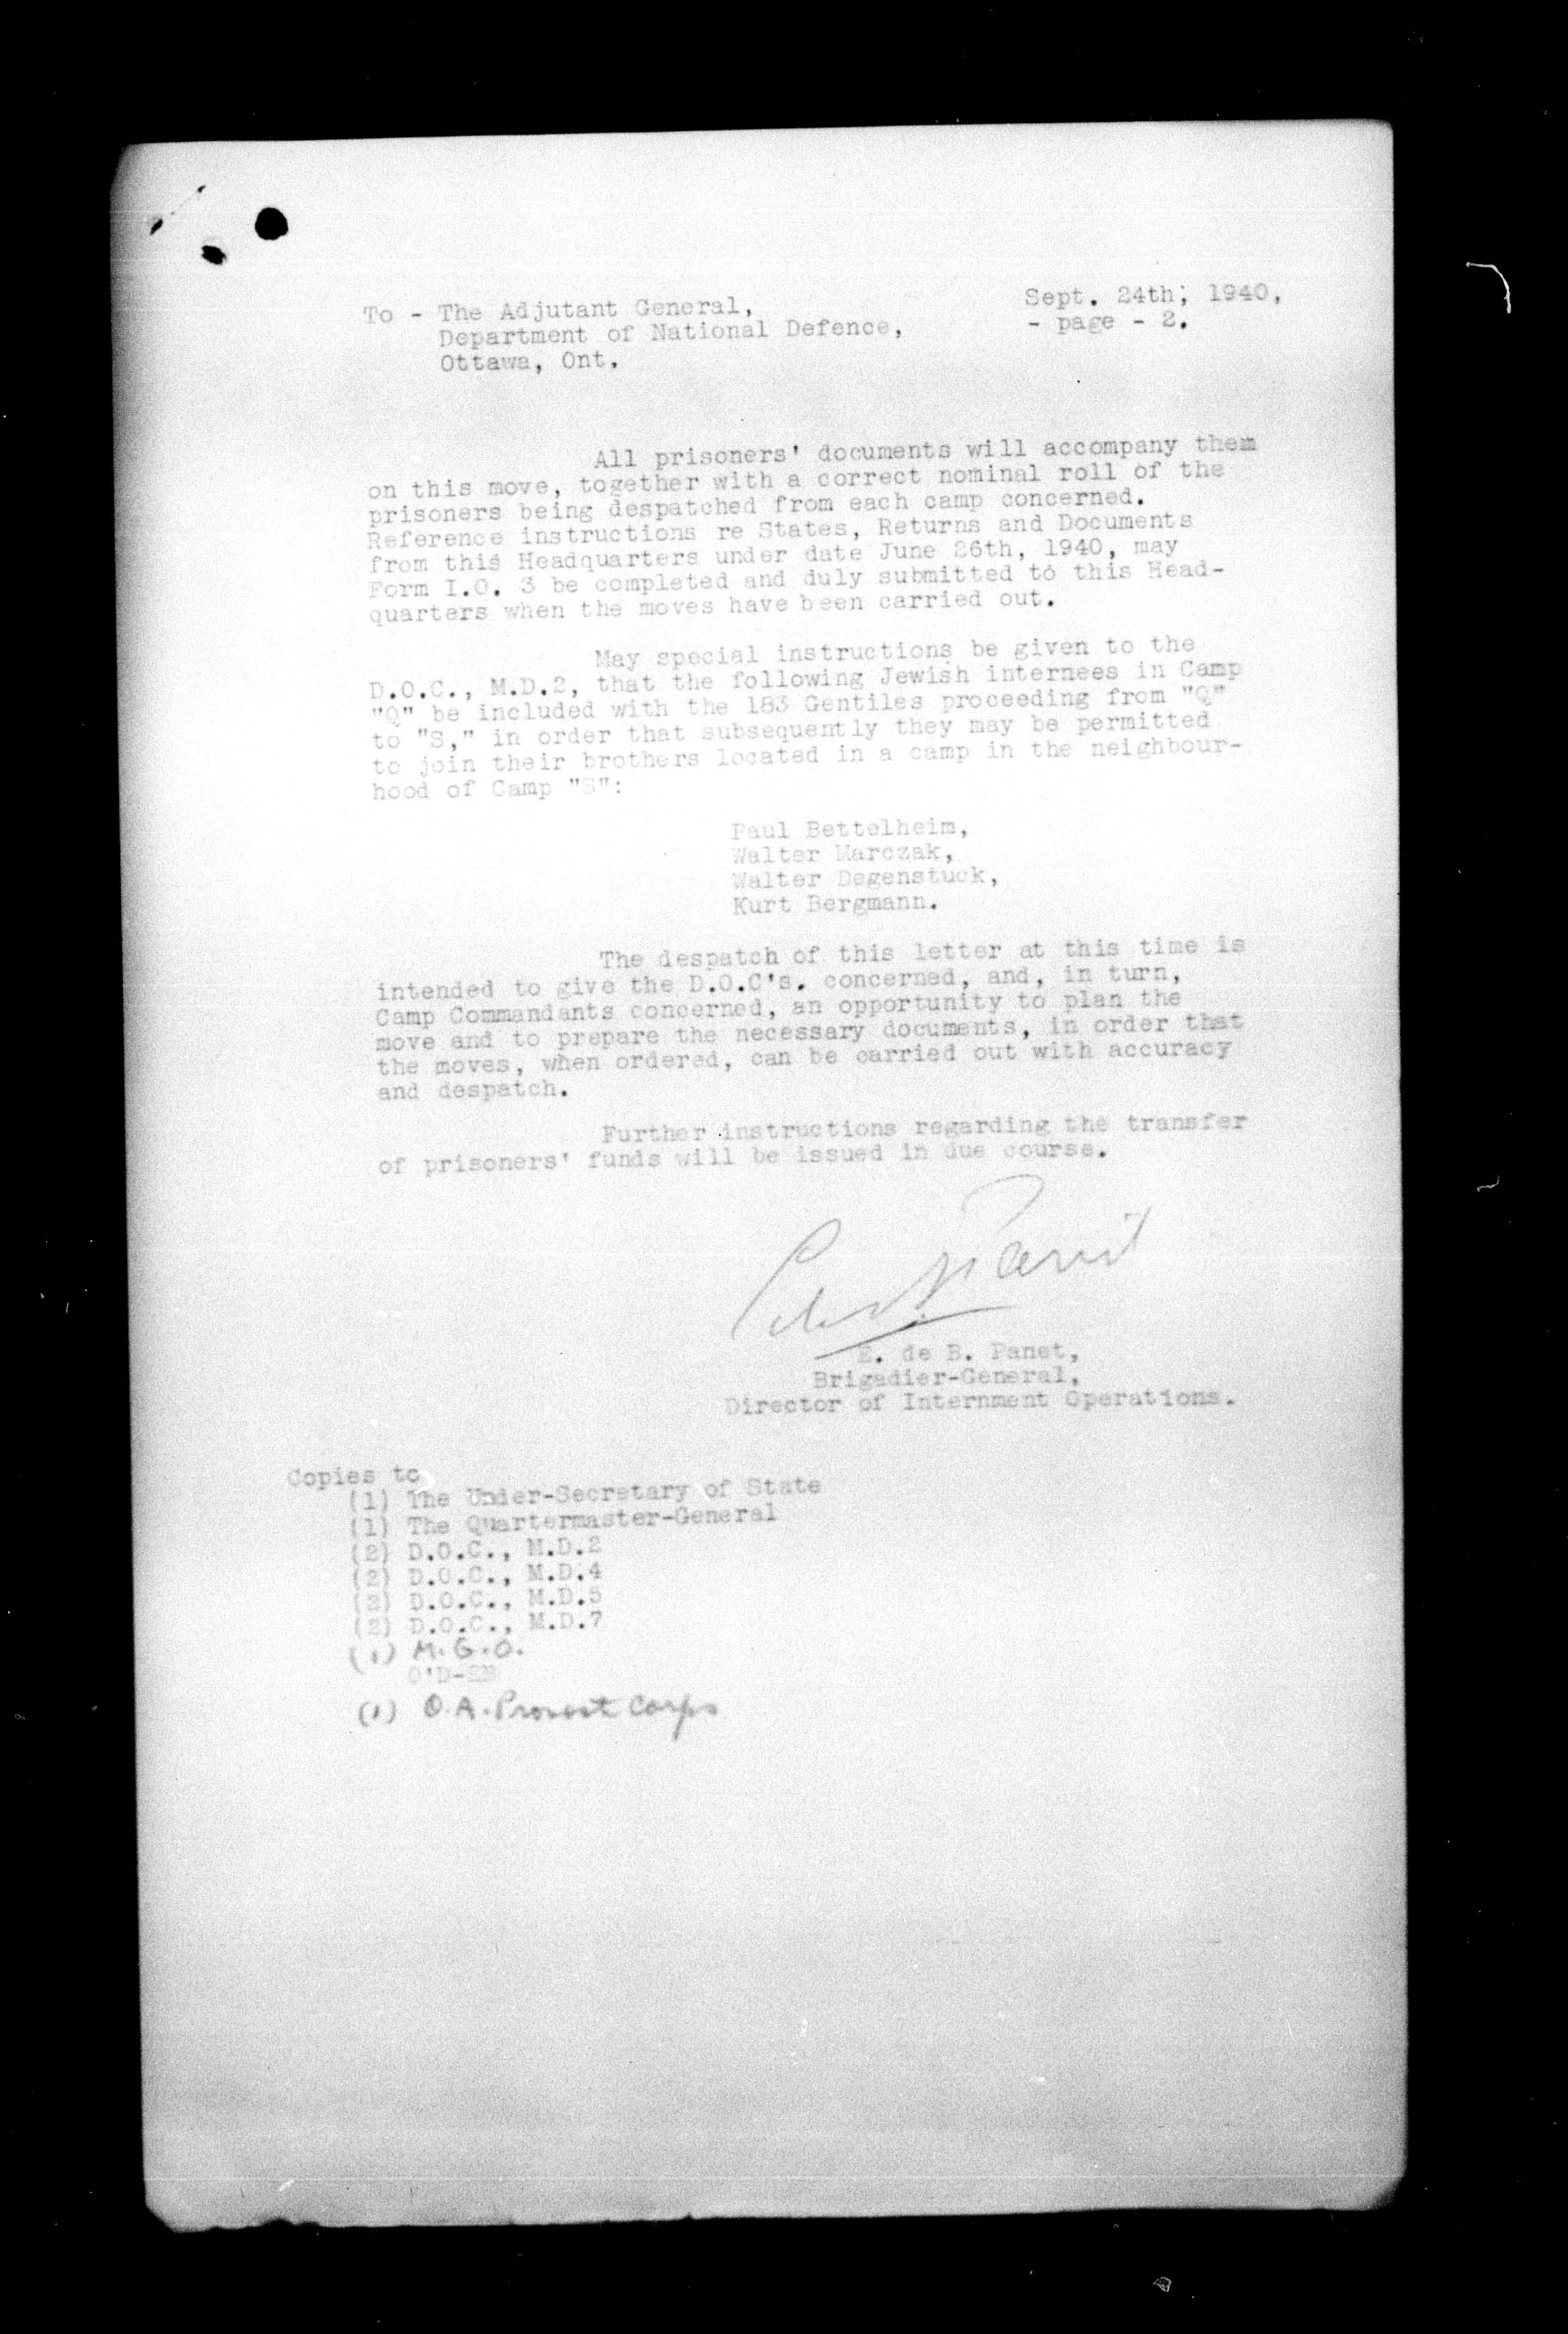 To - The Adjutant General,
Department of National Defence,
Ottawa, Ont.
Sept. 24th; 1940,
- page - 2.
All prisoners' documents will accompany them
on this move, together with a correct nominal roll of the
prisoners being despatched from each camp concerned.
Reference instructions re States, Returns and Documents
from this Headquarters under date June 26th, 1940, may
Form I.O. 3 be completed and duly submitted to this Head-
quarters when the moves have been carried out.
May special instructions be given to the
D.O.C., M.D.2, that the following Jewish internees in Camp
"Q" be included with the 183 Gentiles proceeding from "Q"
to "S," in order that subsequently they may be permitted
to join their brothers located in a camp in the neighbour-
hood of Camp "S":
Paul Bettelheim,
Walter Marczak,
Walter Degenstuck,
Kurt Bergmann.
The despatch of this letter at this time is
intended to give the D.O.C's. concerned, and, in turn,
Camp Commandants concerned, an opportunity to plan the
move and to prepare the necessary documents, in order that
the moves, when ordered, can be carried out with accuracy
and despatch.
Further instructions regarding the transfer
of prisoners' funds will be issued in due course.
E. de B. Panet,
Brigadier-General,
Director of Internment Operations.
Copies to
(1) The Under-Secretary of State
(1) The Quartermaster-General
(2) D.O.C., M.D.2
(2) D.O.C., M.D.4
(2) D.O.C., M.D.5
(2) D.O.C., M.D.7
(1) M.G.O.
(1) O.A. Provost Corps